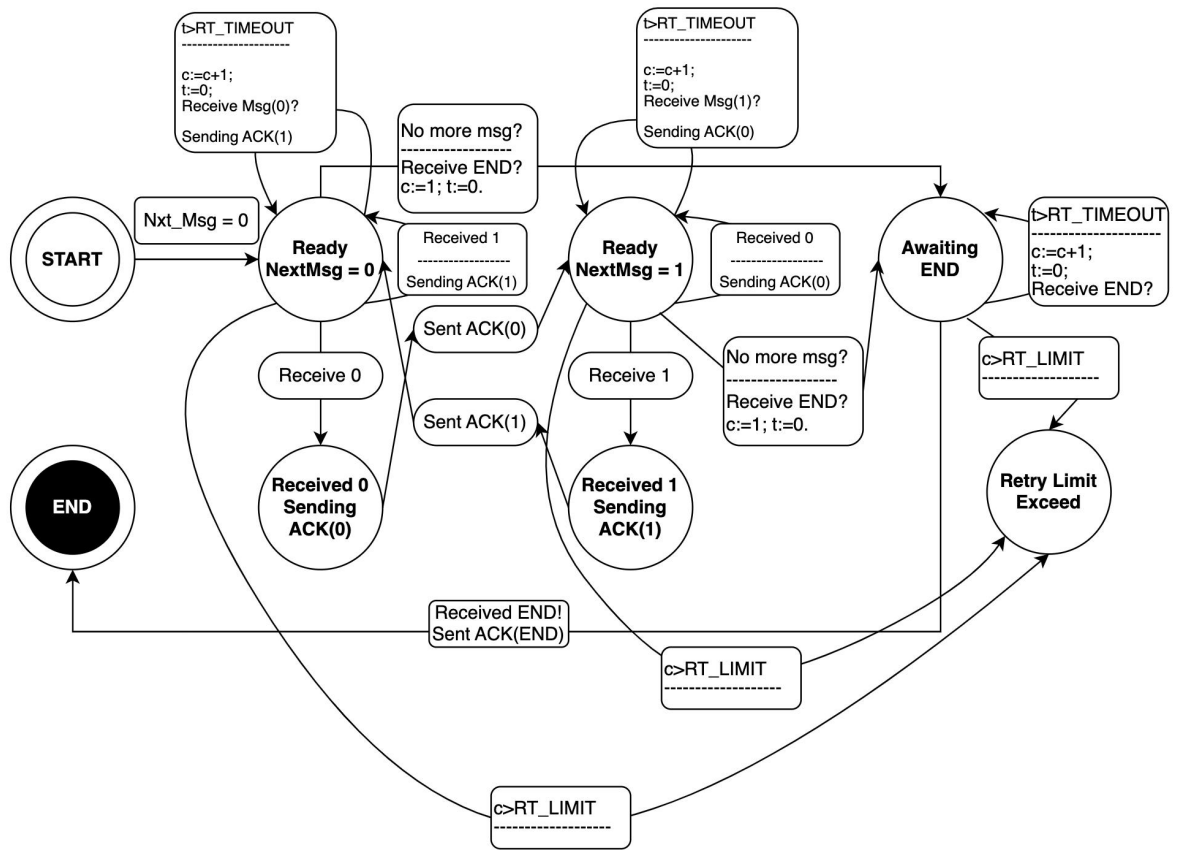 t>RT_TIMEOUT
---------------------
c:=c+1;
t:=0;
Receive Msg(0)?
Sending ACK(1)
t>RT_TIMEOUT
---------------------
c:=c+1;
t:=0;
Receive Msg(1)?
Sending ACK(0)
No more msg?
------------------
Receive END?
c:=1; t:=0.
START
Nxt_Msg = 0
Ready
NextMsg = 0
Received 1
------------------
Sending ACK(1)
Ready
NextMsg = 1
Received 0
------------------
Sending ACK(0)
Awaiting
END
t>RT_TIMEOUT
---------------------
c:=c+1;
t:=0;
Receive END?
Sent ACK(0)
Receive 0
Receive 1
No more msg?
------------------
Receive END?
c:=1; t:=0.
c>RT_LIMIT
-------------------
Sent ACK(1)
END
Received 0
Sending
ACK(0)
Received 1
Sending
ACK(1)
Retry Limit
Exceed
Received END!
Sent ACK(END)
c>RT_LIMIT
-------------------
c>RT_LIMIT
-------------------